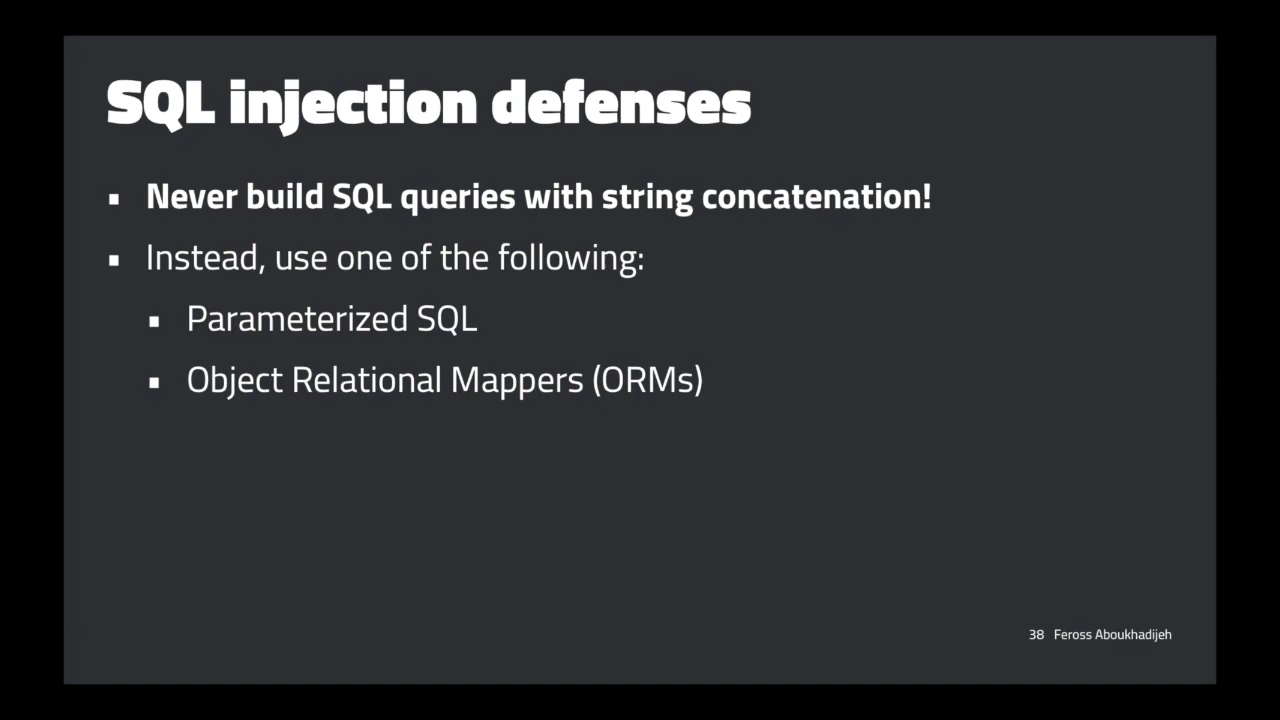 SQL injection defenses
▪ Never build SQL queries with string concatenation!
▪ Instead, use one of the following:
▪ Parameterized SQL
▪ Object Relational Mappers (ORMs)
38 Feross Aboukhadijeh